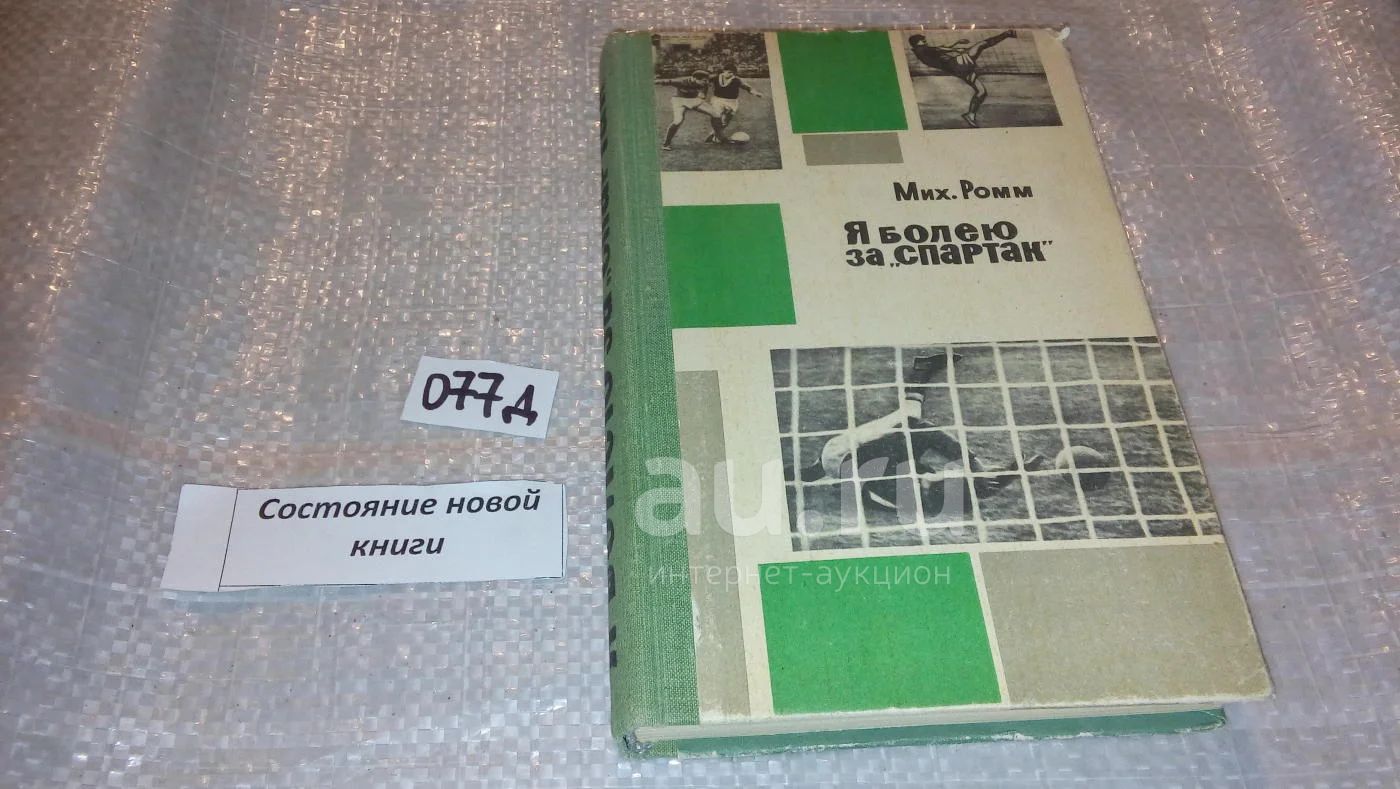 Мих. Ромм
Я болею
за „Спартак"
077д
Состояние новой
книги
au.ru
интернет-аукцион